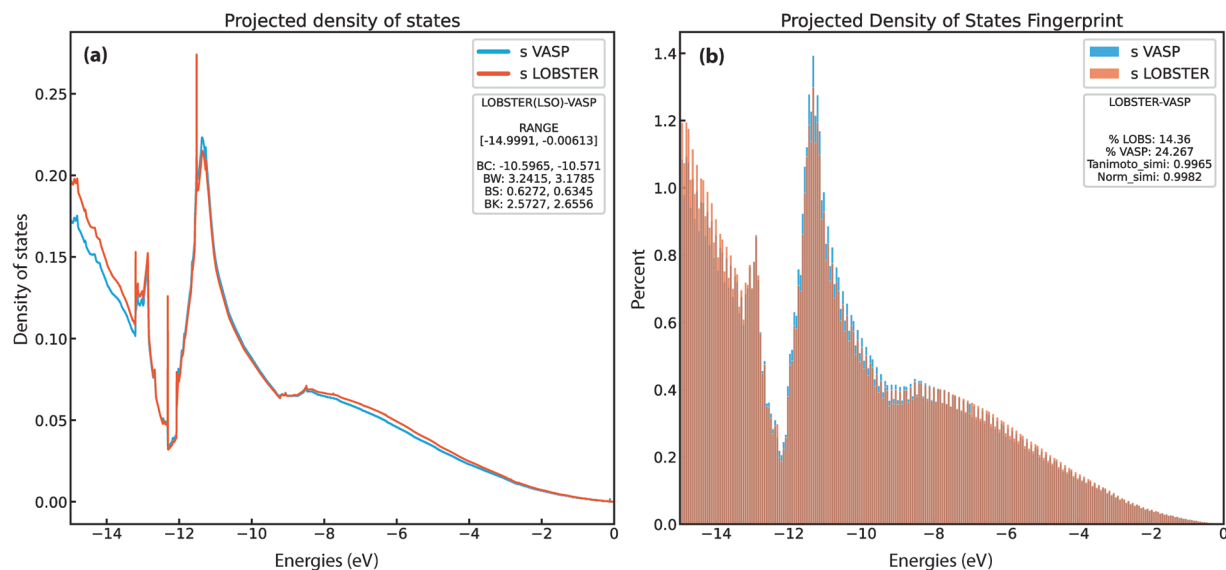 Projected density of states
(a)
s VASP
s LOBSTER
LOBSTER(LSO)-VASP
RANGE
[-14.9991, -0.00613]
BC: -10.5965, -10.571
BW: 3.2415, 3.1785
BS: 0.6272, 0.6345
BK: 2.5727, 2.6556
Density of states
0.25
0.20
0.15
0.10
0.05
0.00
−14 −12 −10 −8 −6 −4 −2 0
Energies (eV)
Projected Density of States Fingerprint
(b)
s VASP
s LOBSTER
LOBSTER-VASP
% LOBS: 14.36
% VASP: 24.267
Tanimoto_simi: 0.9965
Norm_simi: 0.9982
Percent
1.4
1.2
1.0
0.8
0.6
0.4
0.2
0.0
−14 −12 −10 −8 −6 −4 −2 0
Energies (eV)